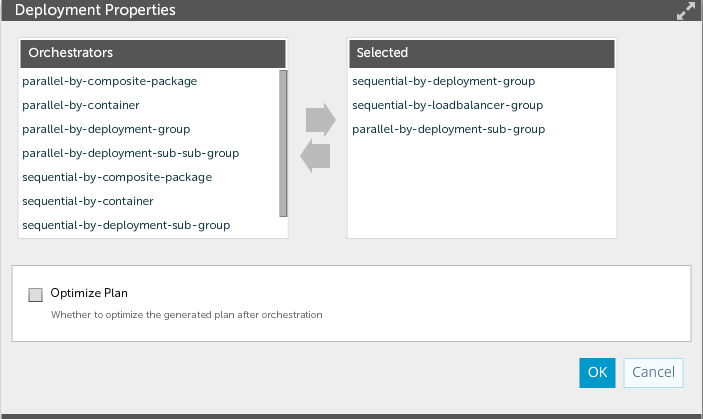 Deployment Properties
Orchestrators
parallel-by-composite-package
parallel-by-container
parallel-by-deployment-group
parallel-by-deployment-sub-sub-group
sequential-by-composite-package
sequential-by-container
sequential-by-deployment-sub-group
Selected
sequential-by-deployment-group
sequential-by-loadbalancer-group
parallel-by-deployment-sub-group
Optimize Plan
Whether to optimize the generated plan after orchestration
OK
Cancel